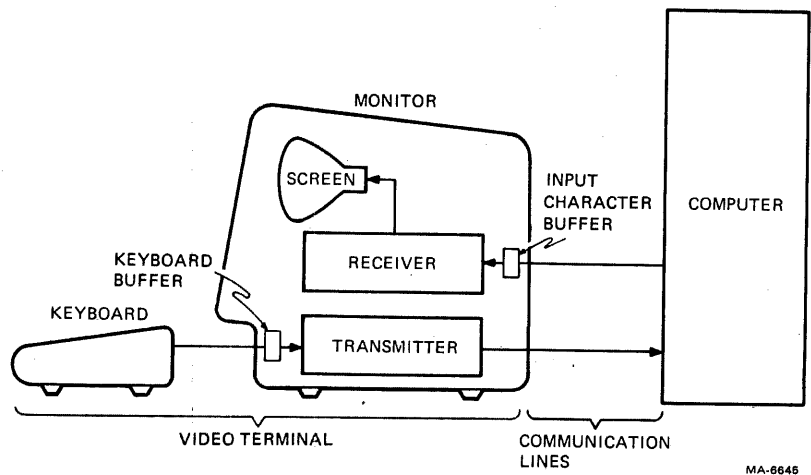 MONITOR
SCREEN
INPUT
CHARACTER
BUFFER
COMPUTER
KEYBOARD
BUFFER
RECEIVER
KEYBOARD
TRANSMITTER
VIDEO TERMINAL
COMMUNICATION
LINES
MA-6645